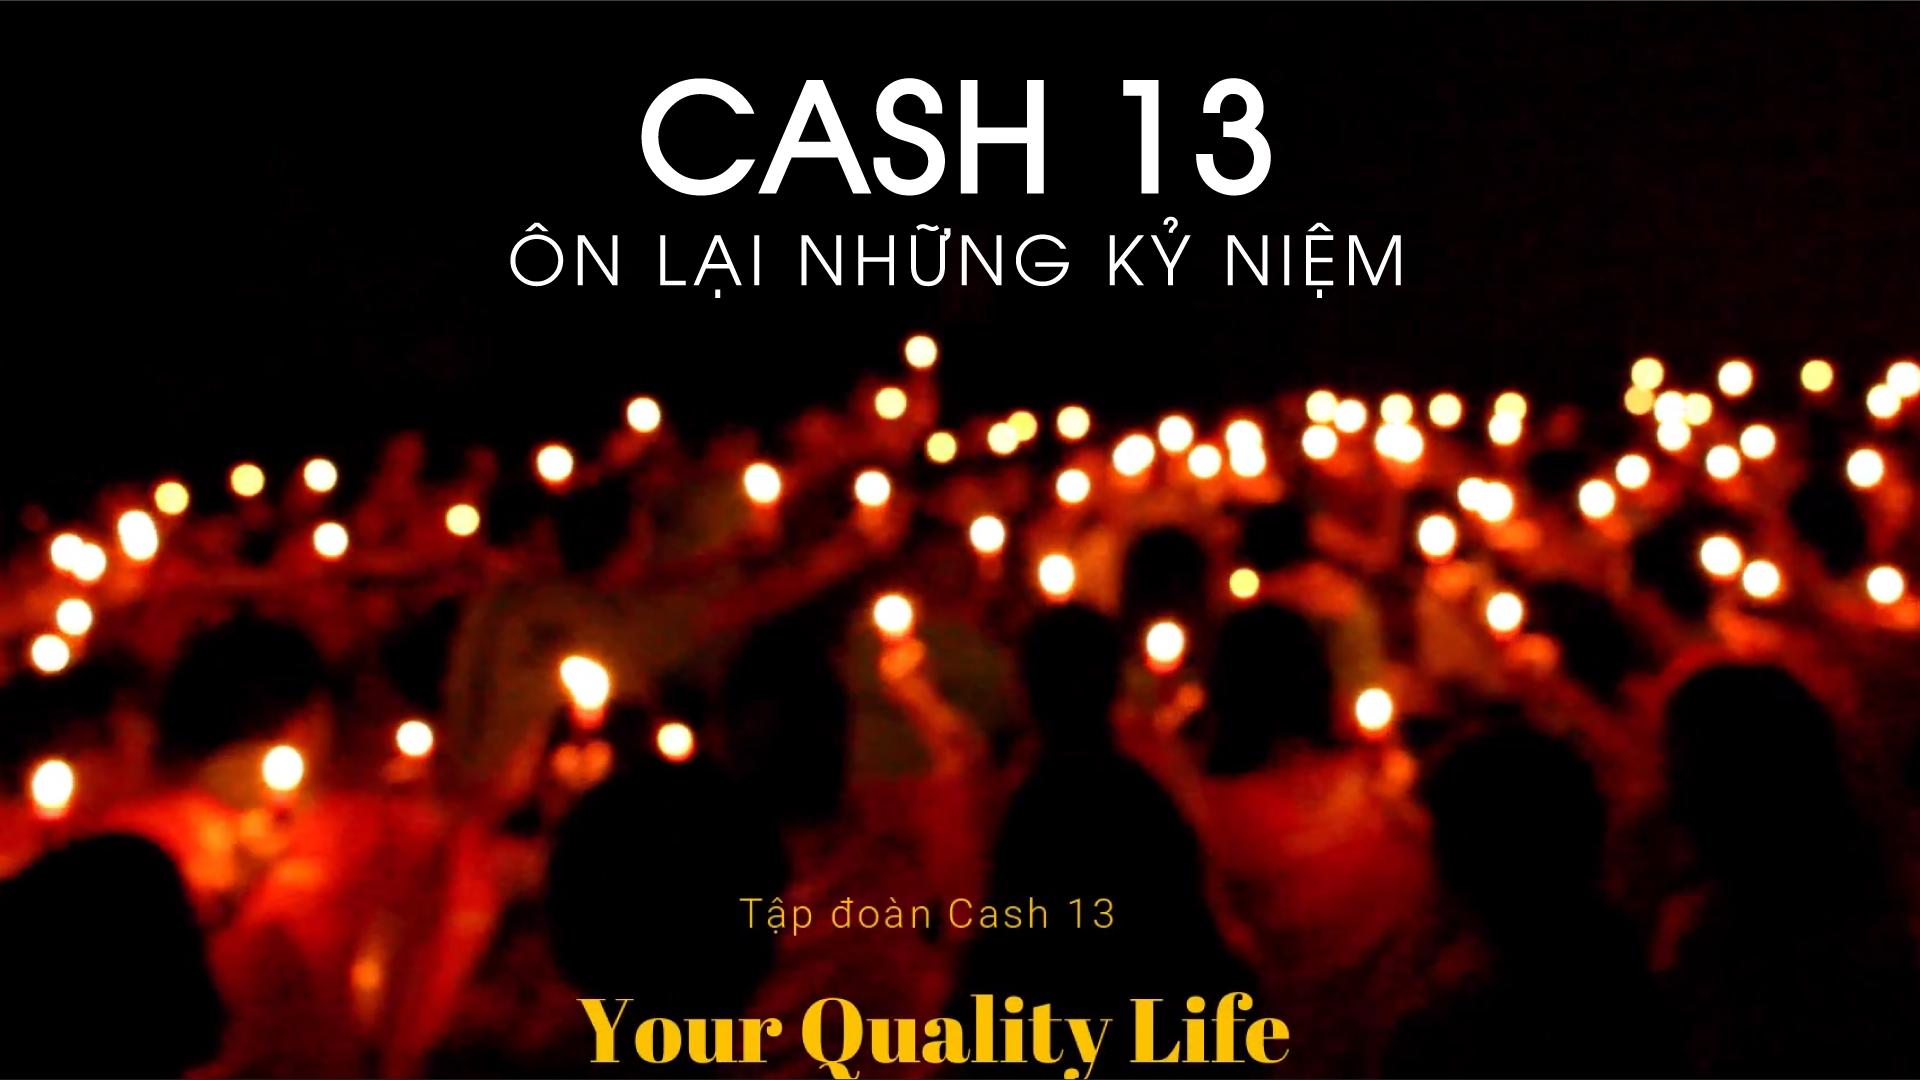 CASH 13
ÔN LẠI NHỮNG KỶ NIỆM
Tập đoàn Cash 13
Your Quality Life